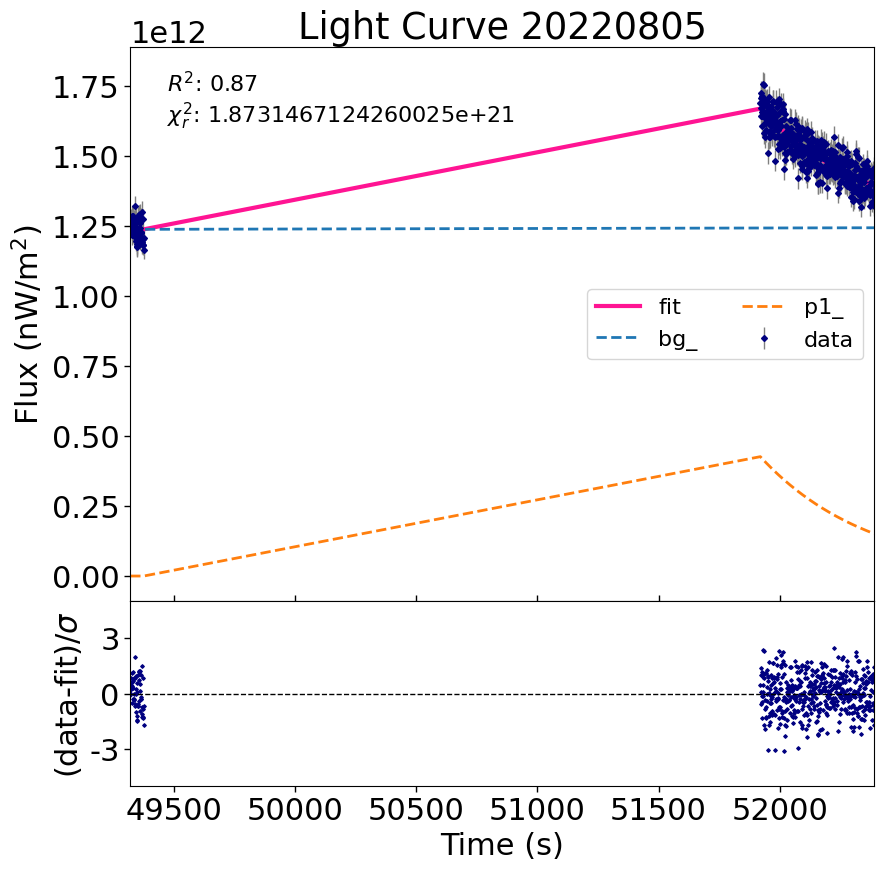 Light Curve 20220805
1e12
R²: 0.87
χ²ᵣ: 1.8731467124260025e+21
Flux (nW/m²)
1.75
1.50
1.25
1.00
0.75
0.50
0.25
0.00
fit
bg_
p1_
data
(data-fit)/σ
3
0
-3
49500 50000 50500 51000 51500 52000
Time (s)